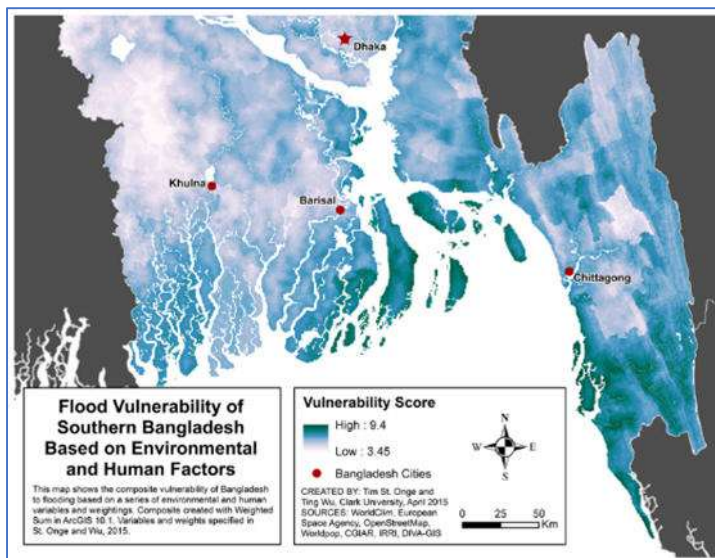 Dhaka
Khulna
Barisal
Chittagong
Flood Vulnerability of
Southern Bangladesh
Based on Environmental
and Human Factors
This map shows the composite vulnerability of Bangladesh
to flooding based on a series of environmental and human
variables and weightings. Composite created with Weighted
Sum in ArcGIS 10.1. Variables and weights specified in
St. Onge and Wu, 2015.
Vulnerability Score
High : 9.4
Low : 3.45
Bangladesh Cities
N
W E
S
CREATED BY: Tim St. Onge and
Ting Wu, Clark University, April 2015
SOURCES: WorldClim, European
Space Agency, OpenStreetMap,
Worldpop, CGIAR, IRRI, DIVA-GIS
0 25 50
Km